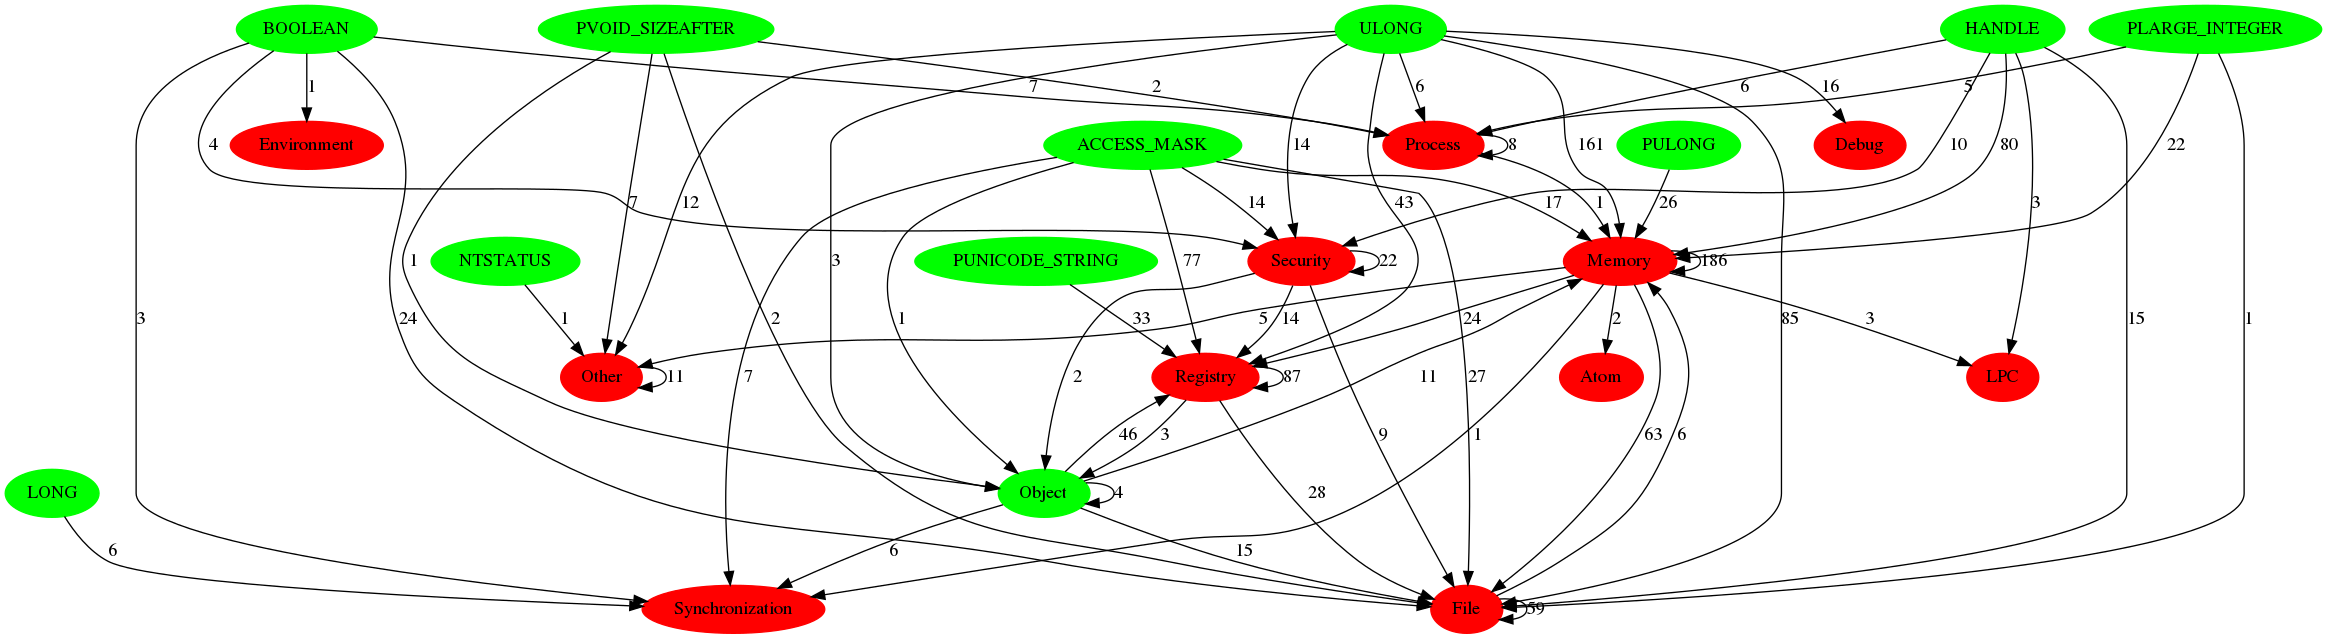 BOOLEAN
PVOID_SIZEAFTER
ULONG
HANDLE
PLARGE_INTEGER
1
7
2
6
16
6
5
Environment
ACCESS_MASK
Process
8
PULONG
Debug
4
14
161
10
80
22
7
12
14
43
17
1
26
3
NTSTATUS
PUNICODE_STRING
Security
22
Memory
186
1
3
77
3
24
1
2
1
33
14
5
24
2
3
85
15
1
Other
11
Registry
87
Atom
LPC
7
2
27
11
46
3
9
1
63
6
LONG
Object
4
28
6
6
15
Synchronization
File
59